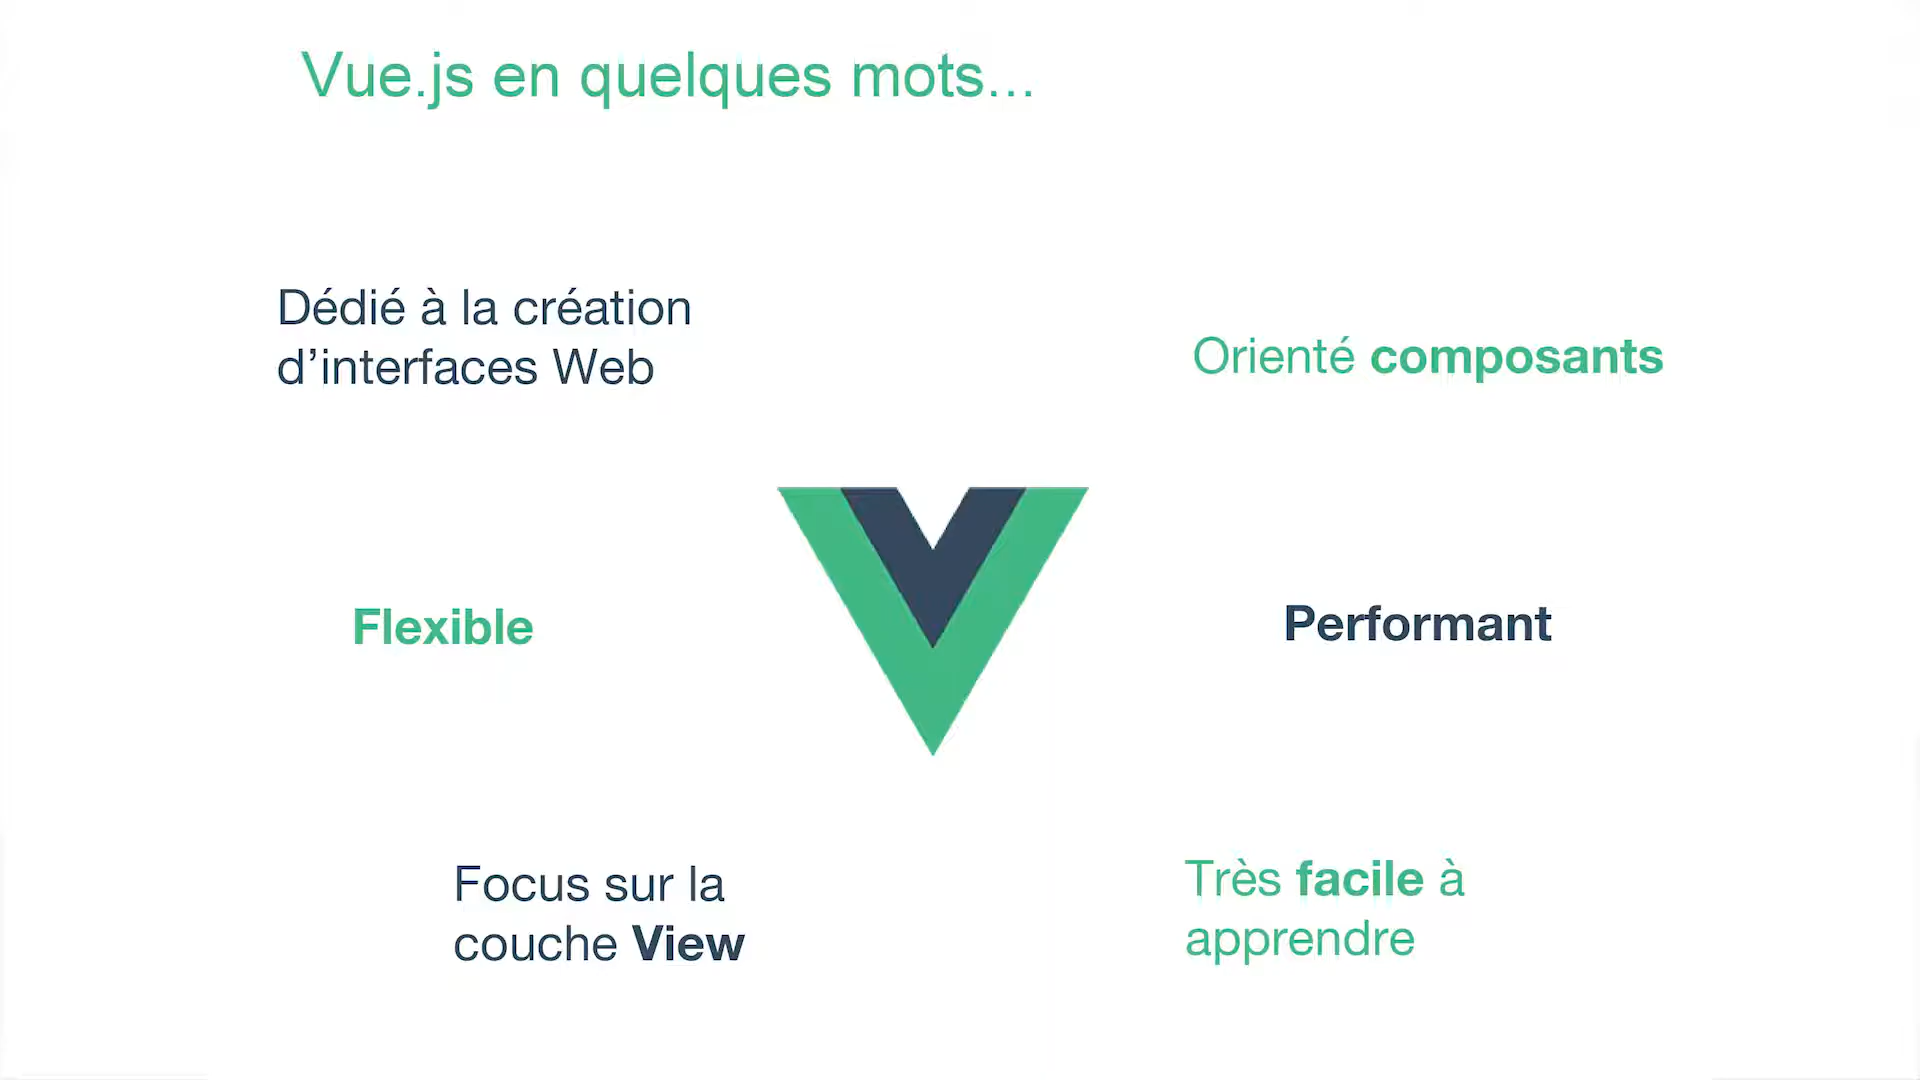 Vue.js en quelques mots...
Dédié à la création
d’interfaces Web
Orienté composants
Flexible
Performant
Focus sur la
couche View
Très facile à
apprendre